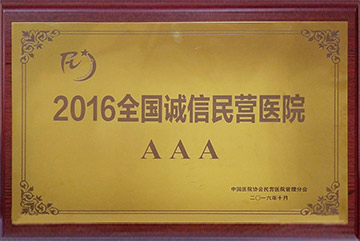 2016全国诚信民营医院
AAA
中国医院协会民营医院管理分会
二〇一六年十月